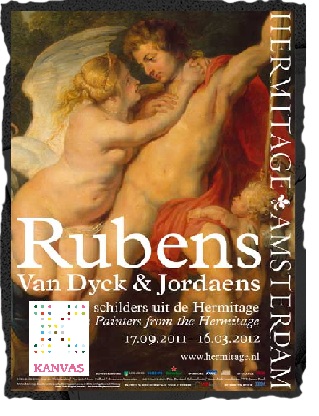 HERMITAGE AMSTERDAM
Rubens
Van Dyck & Jordaens
schilders uit de Hermitage
Painters from the Hermitage
17.09.2011 – 16.03.2012
www.hermitage.nl
KANVAS